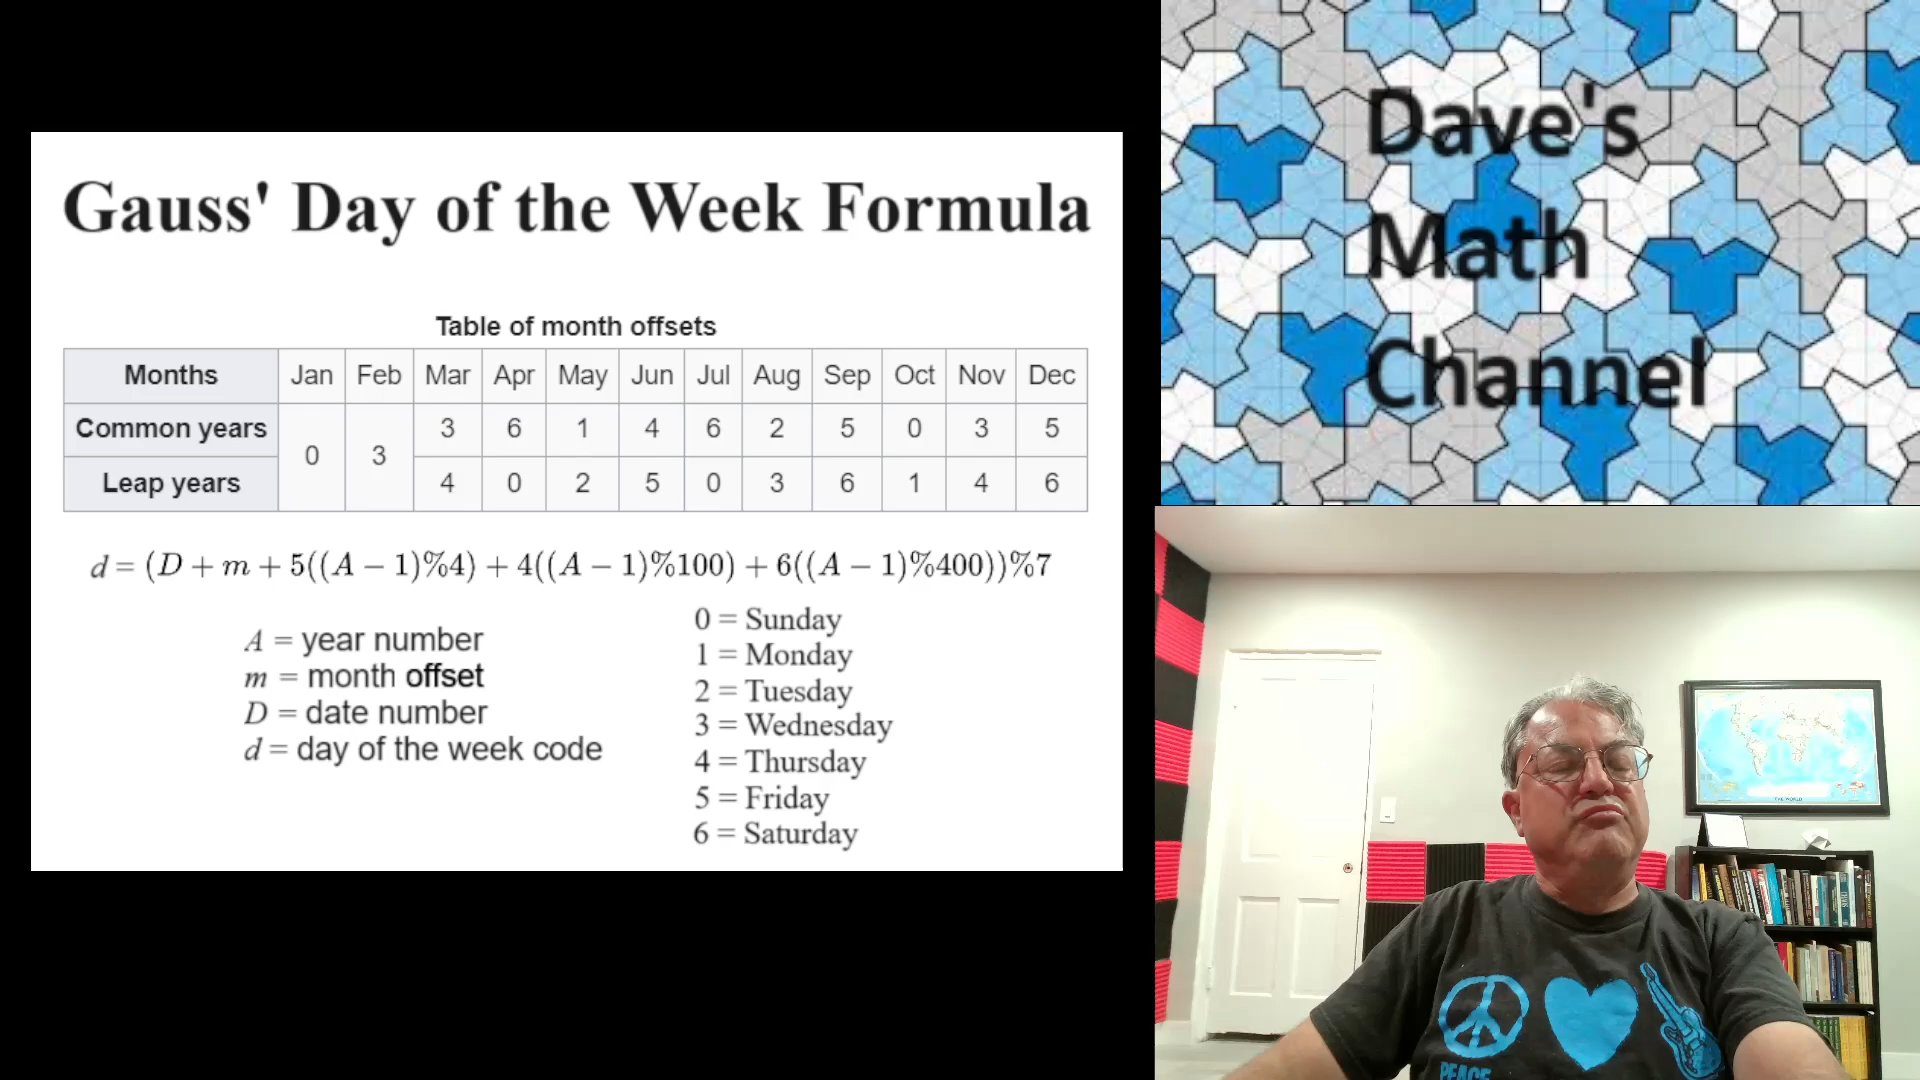 Gauss' Day of the Week Formula
Table of month offsets
Months Jan Feb Mar Apr May Jun Jul Aug Sep Oct Nov Dec
Common years 0 3 3 6 1 4 6 2 5 0 3 5
Leap years 4 0 2 5 0 3 6 1 4 6
d = (D + m + 5((A − 1)%4) + 4((A − 1)%100) + 6((A − 1)%400))%7
A = year number
m = month offset
D = date number
d = day of the week code
0 = Sunday
1 = Monday
2 = Tuesday
3 = Wednesday
4 = Thursday
5 = Friday
6 = Saturday
Dave's
Math
Channel
THE WORLD
PEACE